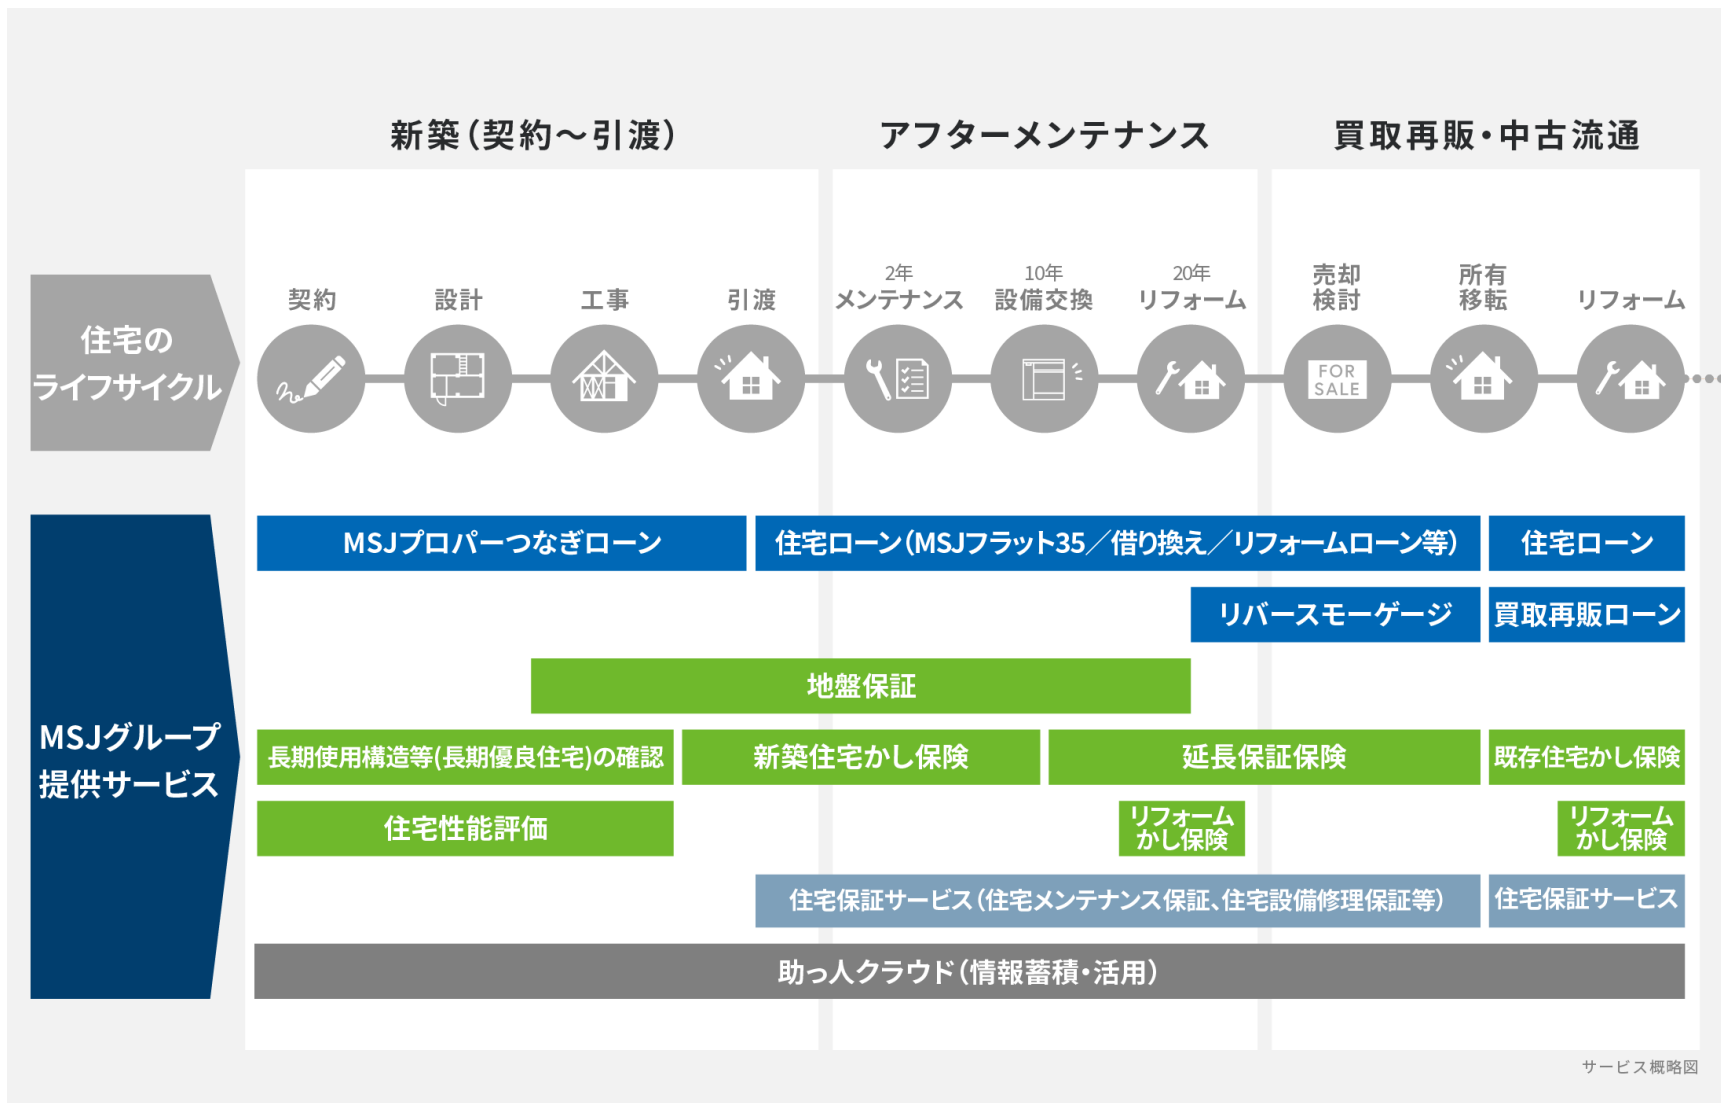 新築（契約～引渡）
アフターメンテナンス
買取再販・中古流通
住宅の
ライフサイクル
契約
設計
工事
引渡
2年
メンテナンス
10年
設備交換
20年
リフォーム
売却
検討
FOR
SALE
所有
移転
リフォーム
MSJグループ
提供サービス
MSJプロパーつなぎローン
住宅ローン（MSJフラット35／借り換え／リフォームローン等）
住宅ローン
リバースモーゲージ
買取再販ローン
地盤保証
長期使用構造等(長期優良住宅)の確認
新築住宅かし保険
延長保証保険
既存住宅かし保険
住宅性能評価
リフォーム
かし保険
リフォーム
かし保険
住宅保証サービス（住宅メンテナンス保証、住宅設備修理保証等）
住宅保証サービス
助っ人クラウド（情報蓄積・活用）
サービス概略図